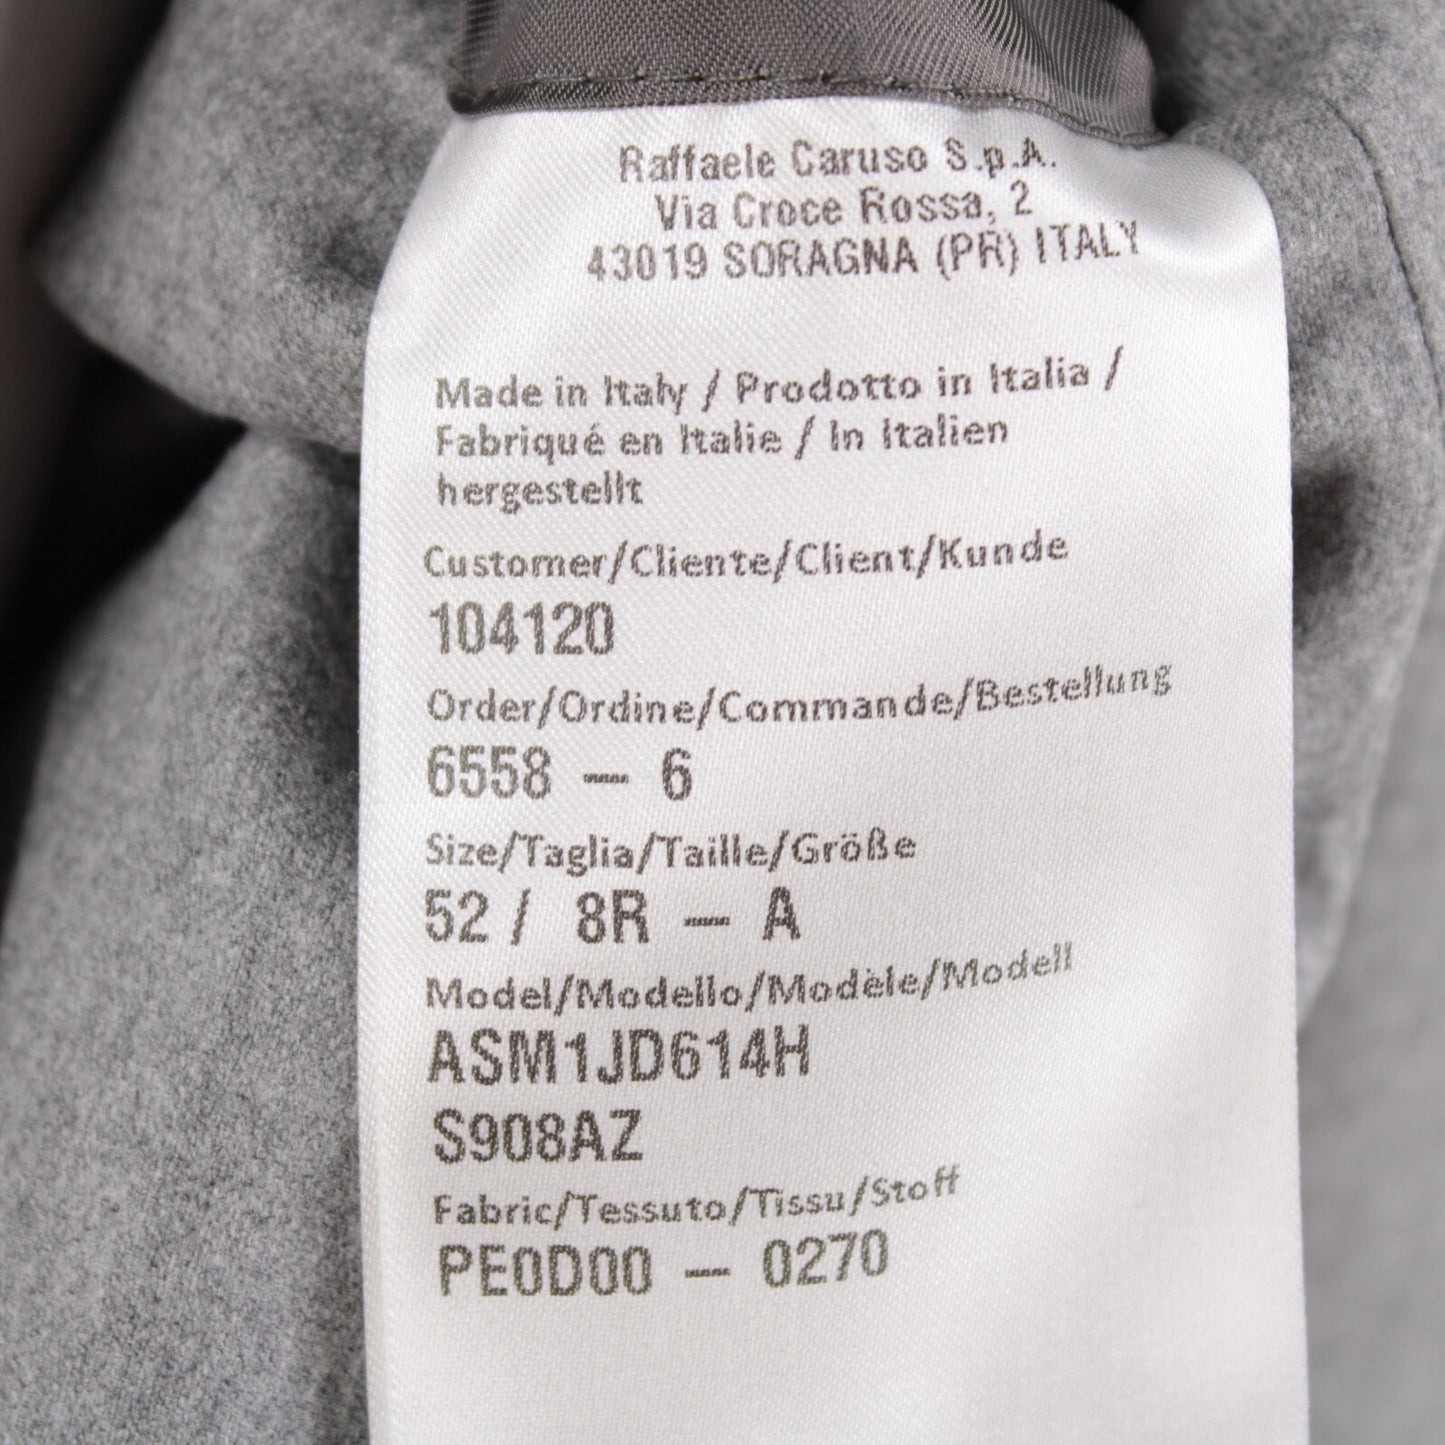 Raffaele Caruso S.p.A.
Via Croce Rossa, 2
43019 SORAGNA (PR) ITALY
Made in Italy / Prodotto in Italia /
Fabriqué en Italie / In Italien
hergestellt
Customer/Cliente/Client/Kunde
104120
Order/Ordine/Commande/Bestellung
6558 — 6
Size/Taglia/Taille/Größe
52 / 8R — A
Model/Modello/Modèle/Modell
ASM1JD614H
S908AZ
Fabric/Tessuto/Tissu/Stoff
PE0D00 — 0270